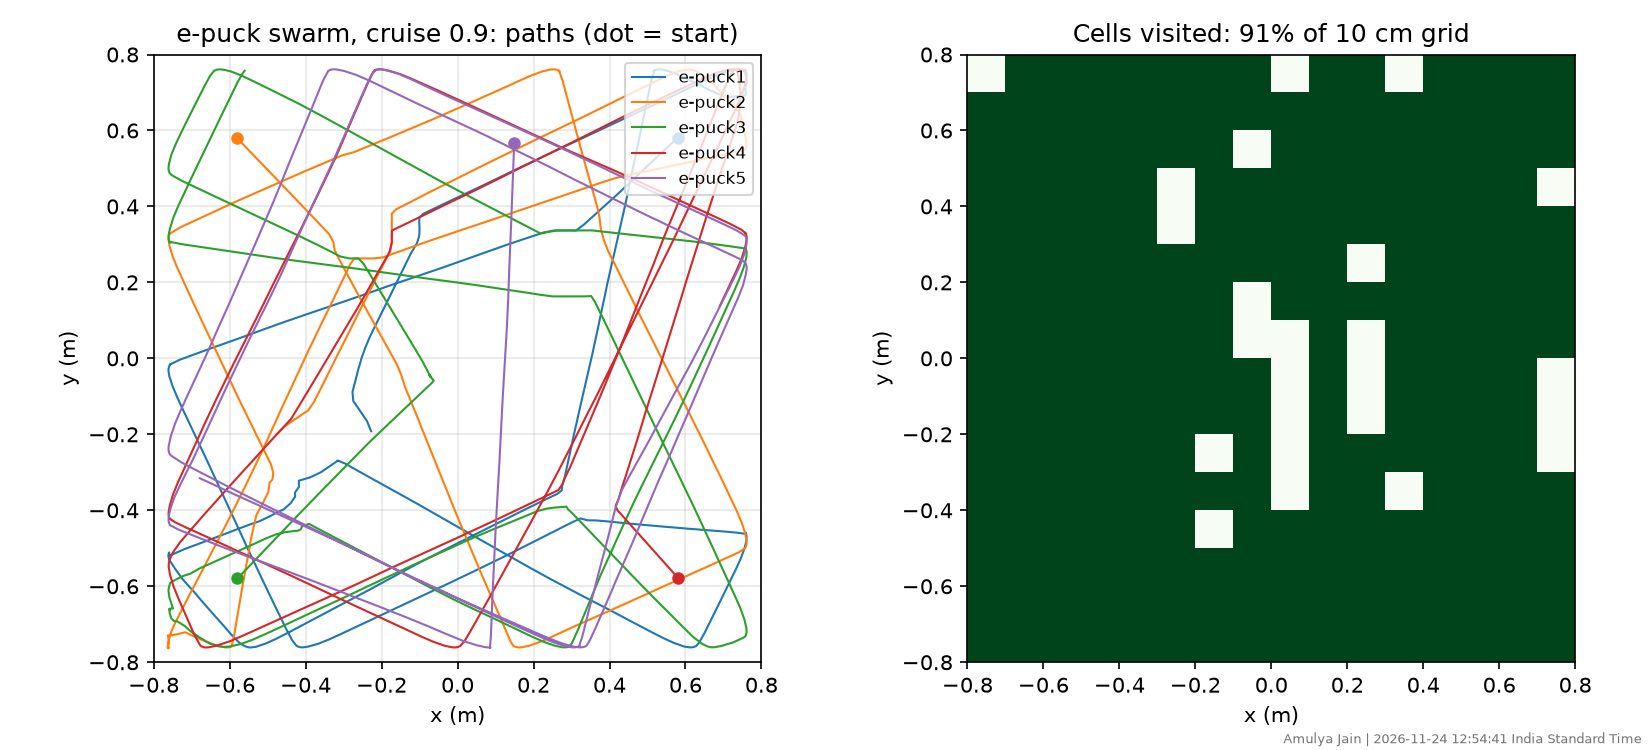 e-puck swarm, cruise 0.9: paths (dot = start)
0.8
0.6
0.4
0.2
0.0
−0.2
−0.4
−0.6
−0.8
y (m)
e-puck1
e-puck2
e-puck3
e-puck4
e-puck5
−0.8 −0.6 −0.4 −0.2 0.0 0.2 0.4 0.6 0.8
x (m)
Cells visited: 91% of 10 cm grid
0.8
0.6
0.4
0.2
0.0
−0.2
−0.4
−0.6
−0.8
y (m)
−0.8 −0.6 −0.4 −0.2 0.0 0.2 0.4 0.6 0.8
x (m)
Amulya Jain | 2026-11-24 12:54:41 India Standard Time